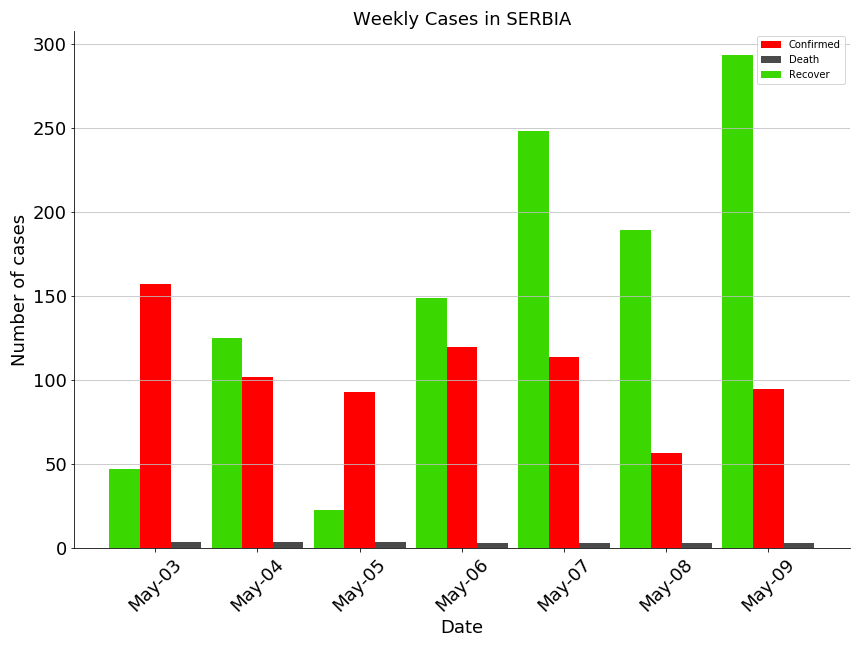 Weekly Cases in SERBIA
Confirmed
Death
Recover
Number of cases
300
250
200
150
100
50
0
May-03
May-04
May-05
May-06
May-07
May-08
May-09
Date